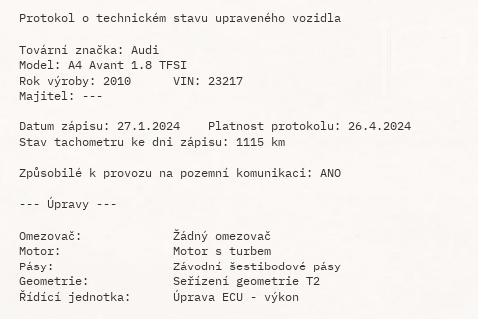 Protokol o technickém stavu upraveného vozidla
Tovární značka: Audi
Model: A4 Avant 1.8 TFSI
Rok výroby: 2010 VIN: 23217
Majitel: ---
Datum zápisu: 27.1.2024 Platnost protokolu: 26.4.2024
Stav tachometru ke dni zápisu: 1115 km
Způsobilé k provozu na pozemní komunikaci: ANO
--- Úpravy ---
Omezovač: Žádný omezovač
Motor: Motor s turbem
Pásy: Závodní šestibodové pásy
Geometrie: Seřízení geometrie T2
Řídící jednotka: Úprava ECU - výkon